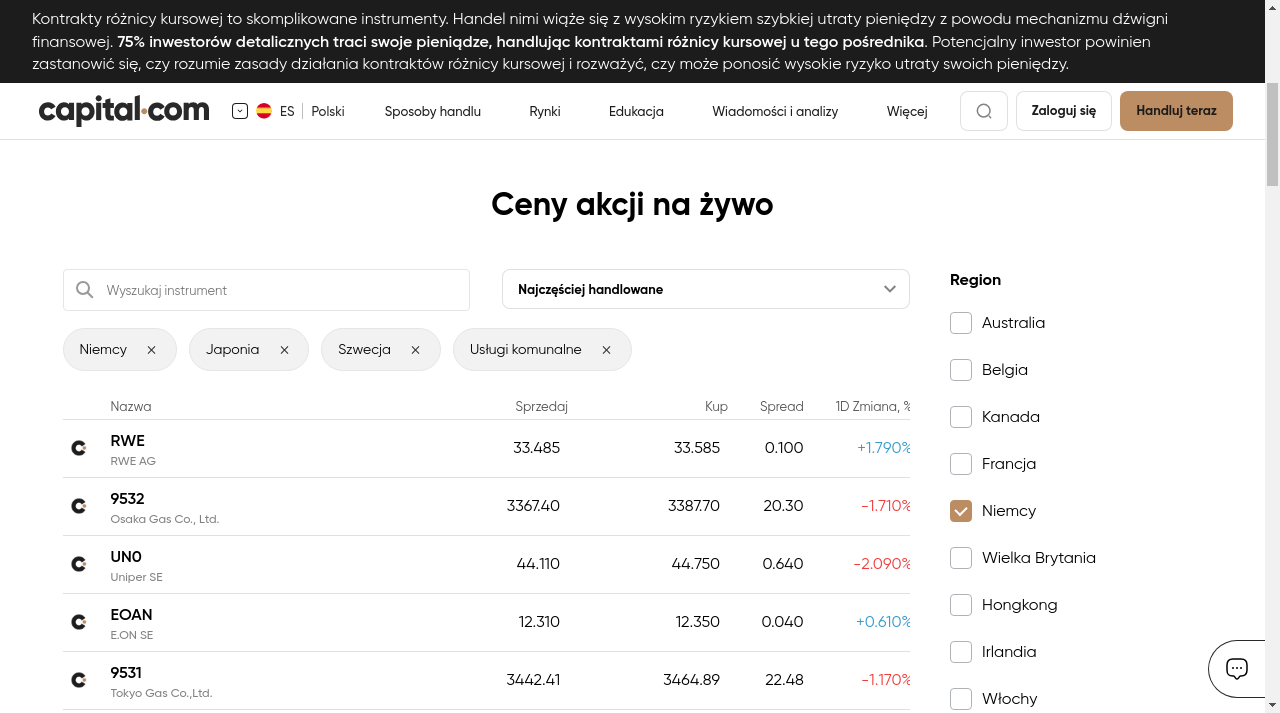 Kontrakty różnicy kursowej to skomplikowane instrumenty. Handel nimi wiąże się z wysokim ryzykiem szybkiej utraty pieniędzy z powodu mechanizmu dźwigni
finansowej. 75% inwestorów detalicznych traci swoje pieniądze, handlując kontraktami różnicy kursowej u tego pośrednika. Potencjalny inwestor powinien
zastanowić się, czy rozumie zasady działania kontraktów różnicy kursowej i rozważyć, czy może ponosić wysokie ryzyko utraty swoich pieniędzy.
capital.com ES Polski Sposoby handlu Rynki Edukacja Wiadomości i analizy Więcej Zaloguj się Handluj teraz
Ceny akcji na żywo
Wyszukaj instrument
Najczęściej handlowane
Niemcy Japonia Szwecja Usługi komunalne
Nazwa Sprzedaj Kup Spread 1D Zmiana, %
RWE 33.485 33.585 0.100 +1.790%
RWE AG
9532 3367.40 3387.70 20.30 -1.710%
Osaka Gas Co., Ltd.
UN0 44.110 44.750 0.640 -2.090%
Uniper SE
EOAN 12.310 12.350 0.040 +0.610%
E.ON SE
9531 3442.41 3464.89 22.48 -1.170%
Tokyo Gas Co.,Ltd.
Region
Australia
Belgia
Kanada
Francja
Niemcy
Wielka Brytania
Hongkong
Irlandia
Włochy